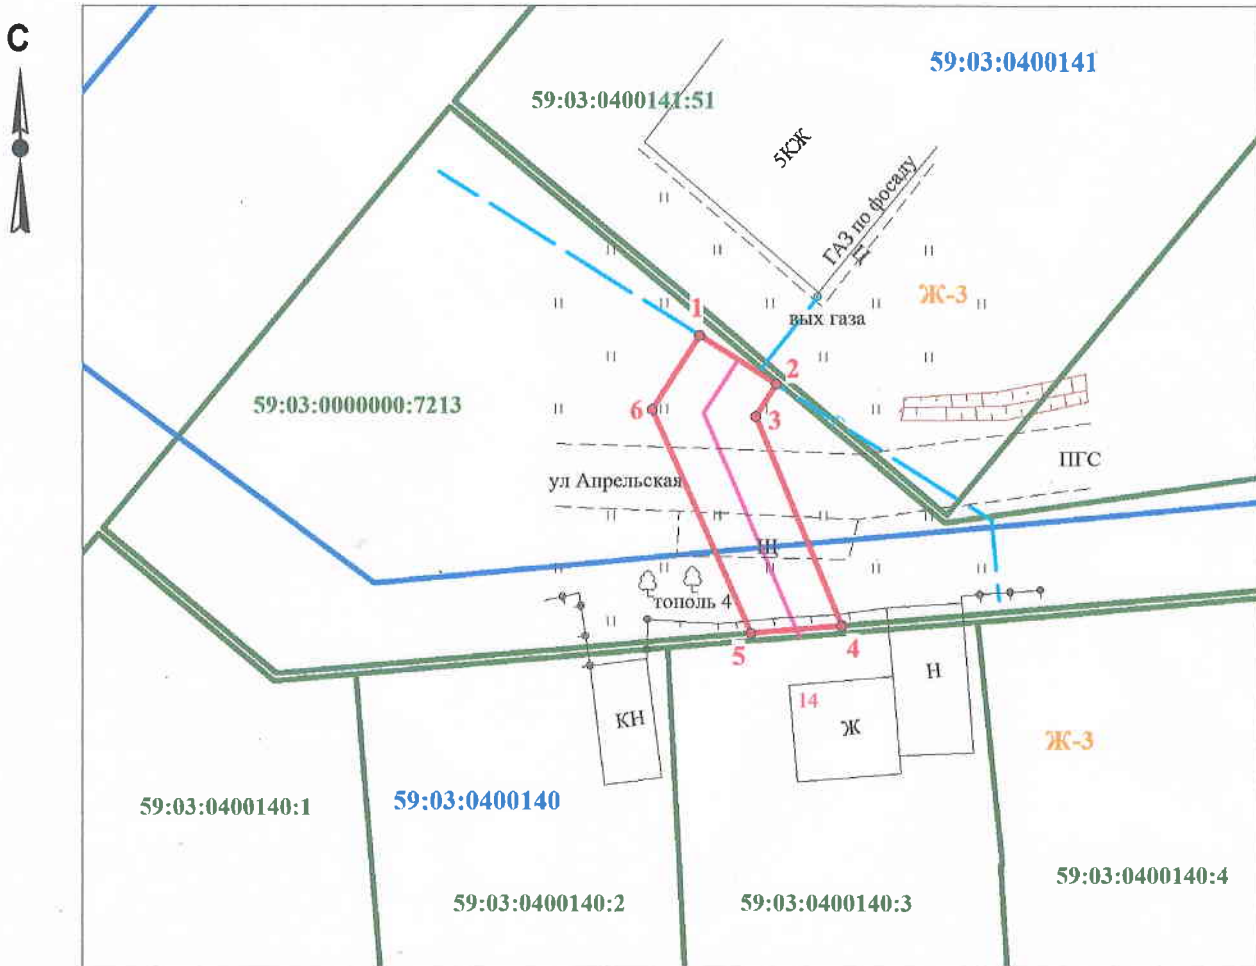 С
59:03:0400141
59:03:0400141:51
5КЖ
ГАЗ по фосаду
Г
Ж-3
1
вых газа
2
59:03:0000000:7213
6
3
ПГС
ул Апрельская
Щ
тополь 4
5
4
Н
14
КН
Ж
Ж-3
59:03:0400140:1
59:03:0400140
59:03:0400140:4
59:03:0400140:2
59:03:0400140:3